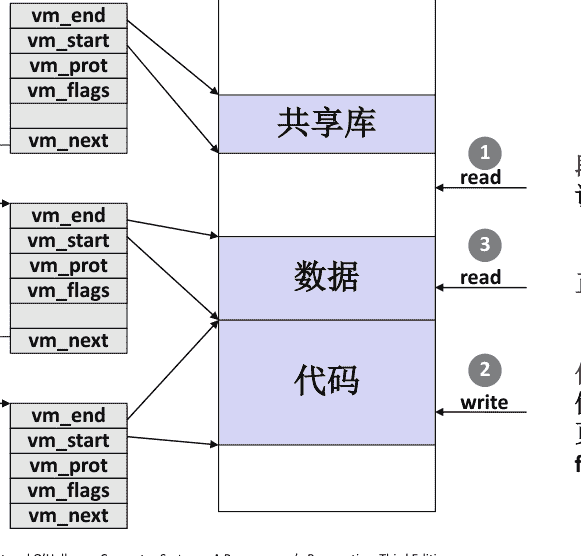 vm_end
vm_start
vm_prot
vm_flags
vm_next
共享库
1
read
vm_end
vm_start
vm_prot
vm_flags
vm_next
数据
3
read
代码
2
write
vm_end
vm_start
vm_prot
vm_flags
vm_next